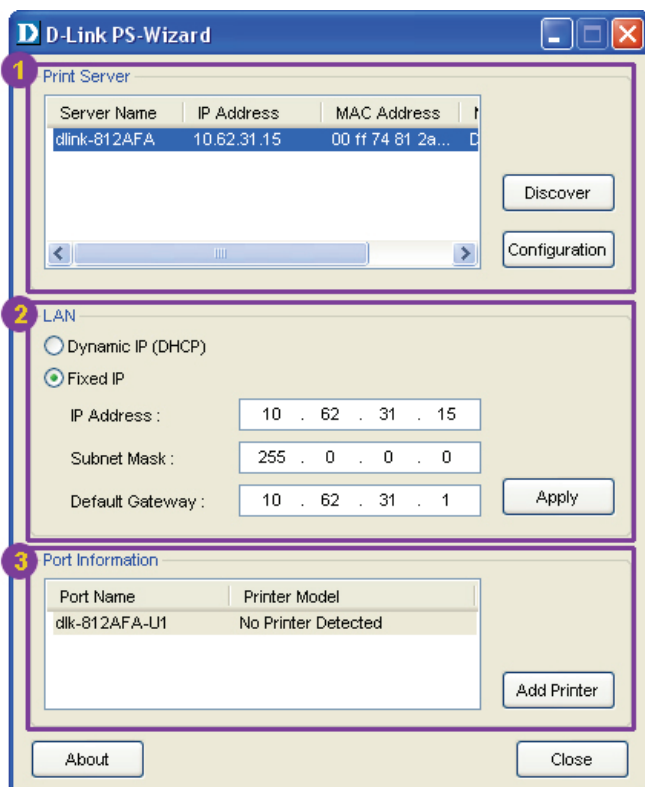 D D-Link PS-Wizard
1
Print Server
Server Name IP Address MAC Address
dlink-812AFA 10.62.31.15 00 ff 74 81 2a... D
Discover
Configuration
2
LAN
Dynamic IP (DHCP)
Fixed IP
IP Address : 10 . 62 . 31 . 15
Subnet Mask : 255 . 0 . 0 . 0
Default Gateway : 10 . 62 . 31 . 1
Apply
3
Port Information
Port Name Printer Model
dlk-812AFA-U1 No Printer Detected
Add Printer
About Close